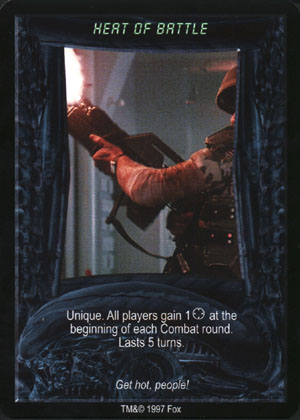 HEAT OF BATTLE
Unique. All players gain 1 at the
beginning of each Combat round.
Lasts 5 turns.
Get hot, people!
TM&© 1997 Fox